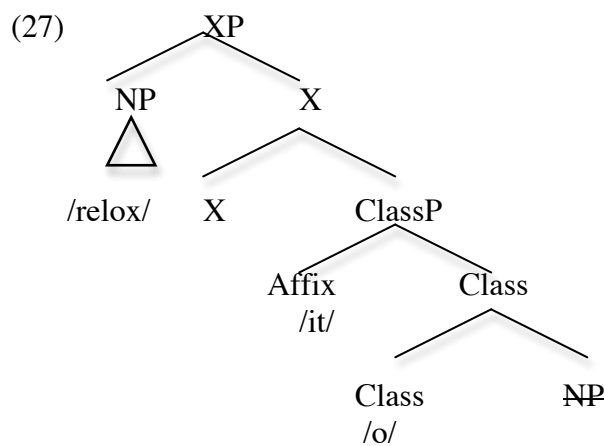 (27) XP
NP X
/relox/ X ClassP
Affix Class
/it/
Class NP
/o/